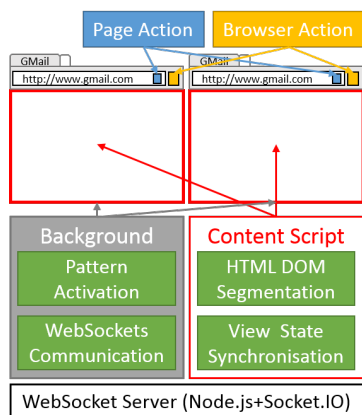 Page Action
Browser Action
GMail
GMail
http://www.gmail.com
http://www.gmail.com
Background
Content Script
Pattern
Activation
HTML DOM
Segmentation
WebSockets
Communication
View State
Synchronisation
WebSocket Server (Node.js+Socket.IO)